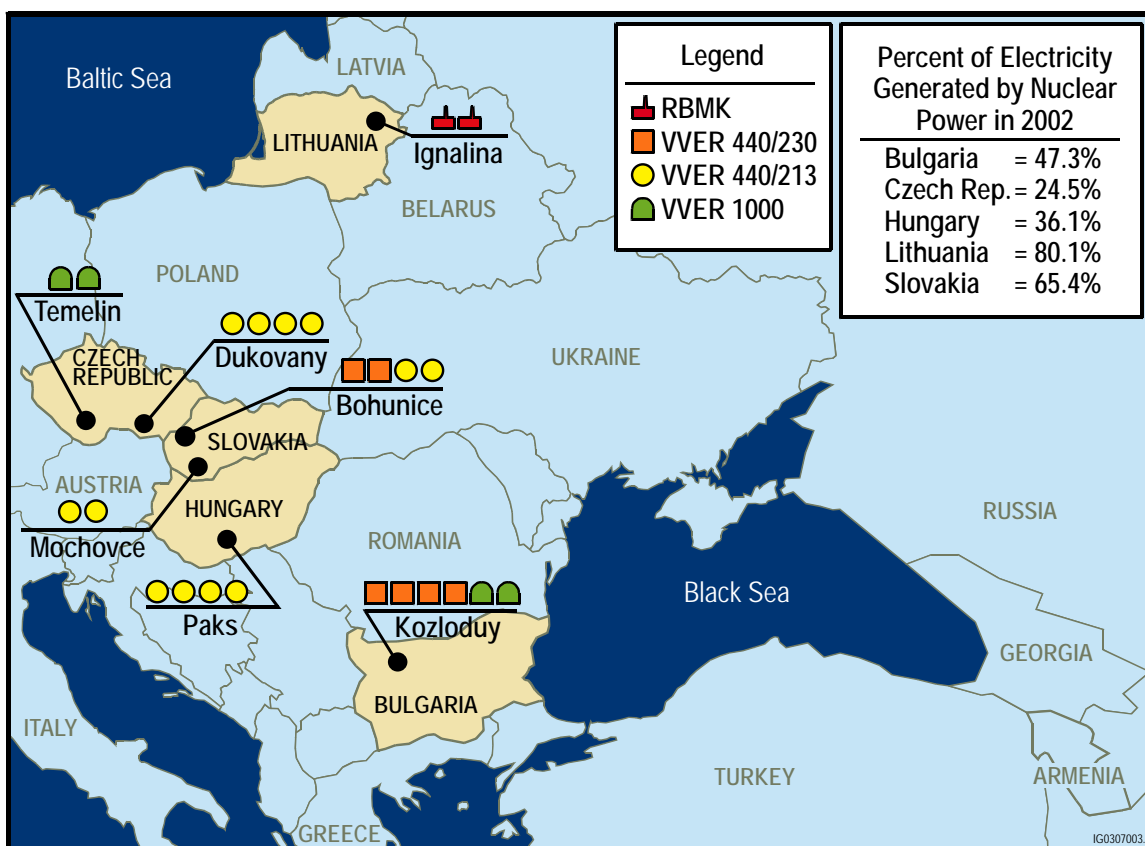 Baltic Sea
LATVIA
LITHUANIA
Ignalina
BELARUS
Legend
RBMK
VVER 440/230
VVER 440/213
VVER 1000
Percent of Electricity
Generated by Nuclear
Power in 2002
Bulgaria = 47.3%
Czech Rep. = 24.5%
Hungary = 36.1%
Lithuania = 80.1%
Slovakia = 65.4%
POLAND
Temelin
CZECH
REPUBLIC
Dukovany
UKRAINE
Bohunice
SLOVAKIA
AUSTRIA
HUNGARY
Mochovce
ROMANIA
RUSSIA
Paks
Kozloduy
Black Sea
BULGARIA
GEORGIA
ITALY
TURKEY
ARMENIA
GREECE
IG0307003.